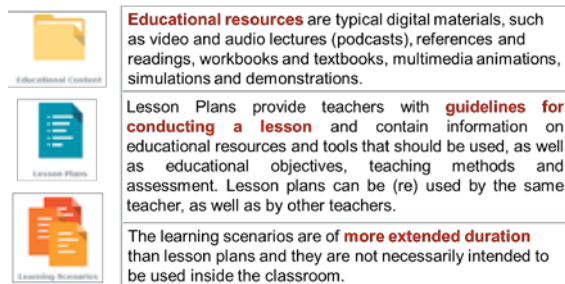 Educational resources are typical digital materials, such
as video and audio lectures (podcasts), references and
readings, workbooks and textbooks, multimedia animations,
simulations and demonstrations.
Educational Content
Lesson Plans provide teachers with guidelines for
conducting a lesson and contain information on
educational resources and tools that should be used, as well
as educational objectives, teaching methods and
assessment. Lesson plans can be (re) used by the same
teacher, as well as by other teachers.
Lesson Plans
The learning scenarios are of more extended duration
than lesson plans and they are not necessarily intended to
be used inside the classroom.
Learning Scenarios